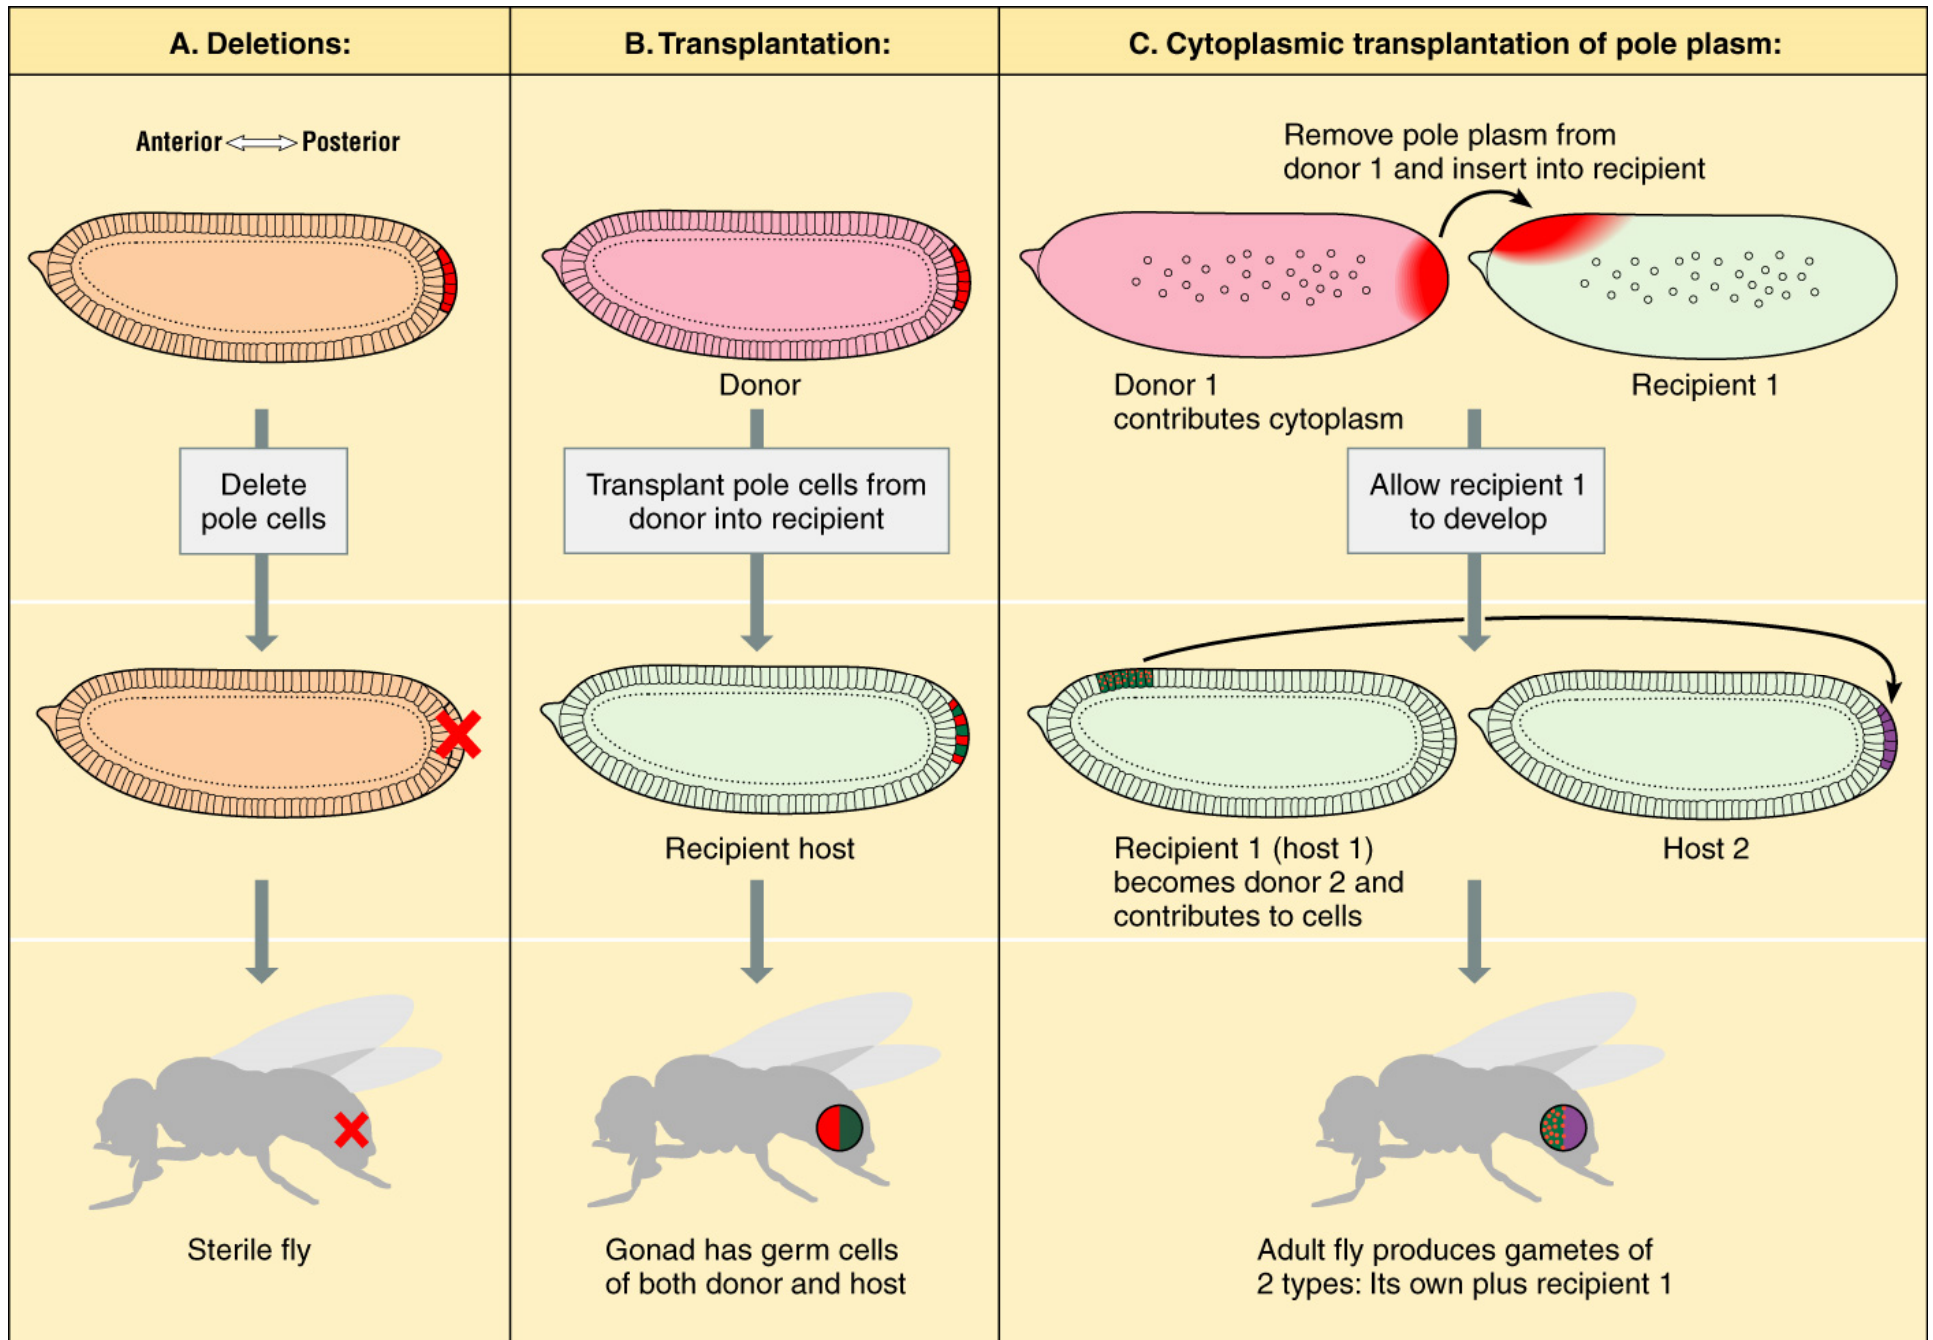 A. Deletions:
B. Transplantation:
C. Cytoplasmic transplantation of pole plasm:
Anterior
Posterior
Delete
pole cells
Sterile fly
Donor
Transplant pole cells from
donor into recipient
Recipient host
Gonad has germ cells
of both donor and host
Remove pole plasm from
donor 1 and insert into recipient
Donor 1
contributes cytoplasm
Recipient 1
Allow recipient 1
to develop
Recipient 1 (host 1)
becomes donor 2 and
contributes to cells
Host 2
Adult fly produces gametes of
2 types: Its own plus recipient 1